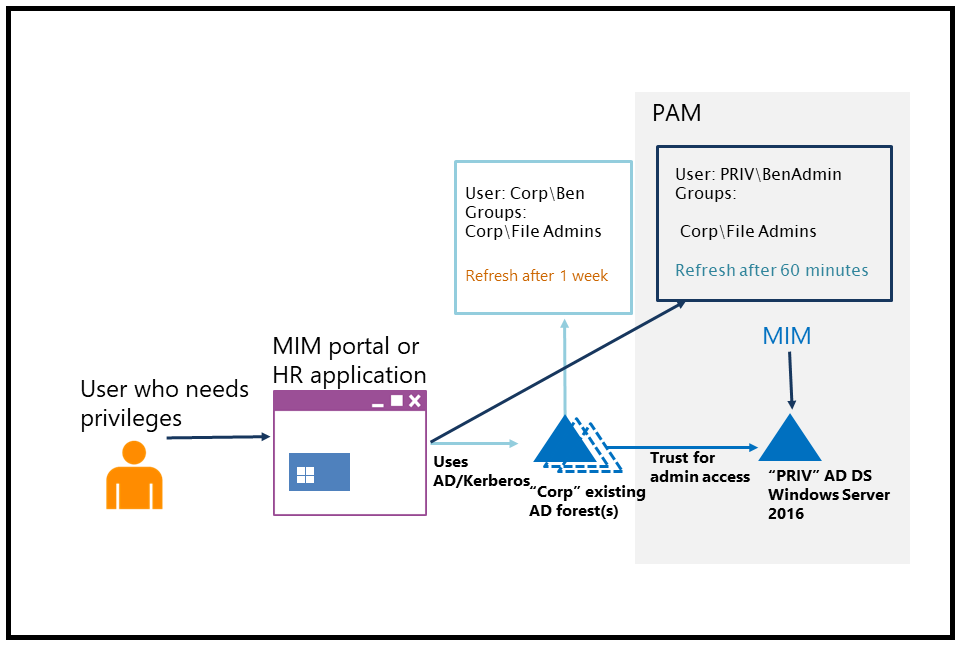 PAM
User: PRIV\BenAdmin
Groups:
Corp\File Admins
Refresh after 60 minutes
User: Corp\Ben
Groups:
Corp\File Admins
Refresh after 1 week
MIM
MIM portal or
HR application
User who needs
privileges
Uses
AD/Kerberos
“Corp” existing
AD forest(s)
Trust for
admin access
“PRIV” AD DS
Windows Server
2016